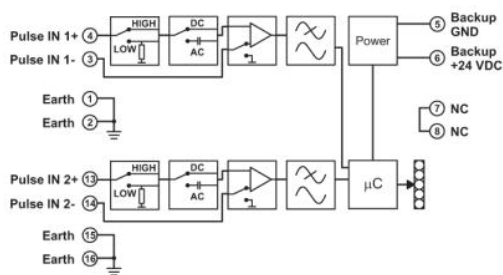 HIGH
DC
Pulse IN 1+ 4
LOW
AC
Pulse IN 1- 3
Power
5 Backup GND
6 Backup +24 VDC
Earth 1
Earth 2
7 NC
8 NC
HIGH
DC
Pulse IN 2+ 13
LOW
AC
Pulse IN 2- 14
µC
Earth 15
Earth 16